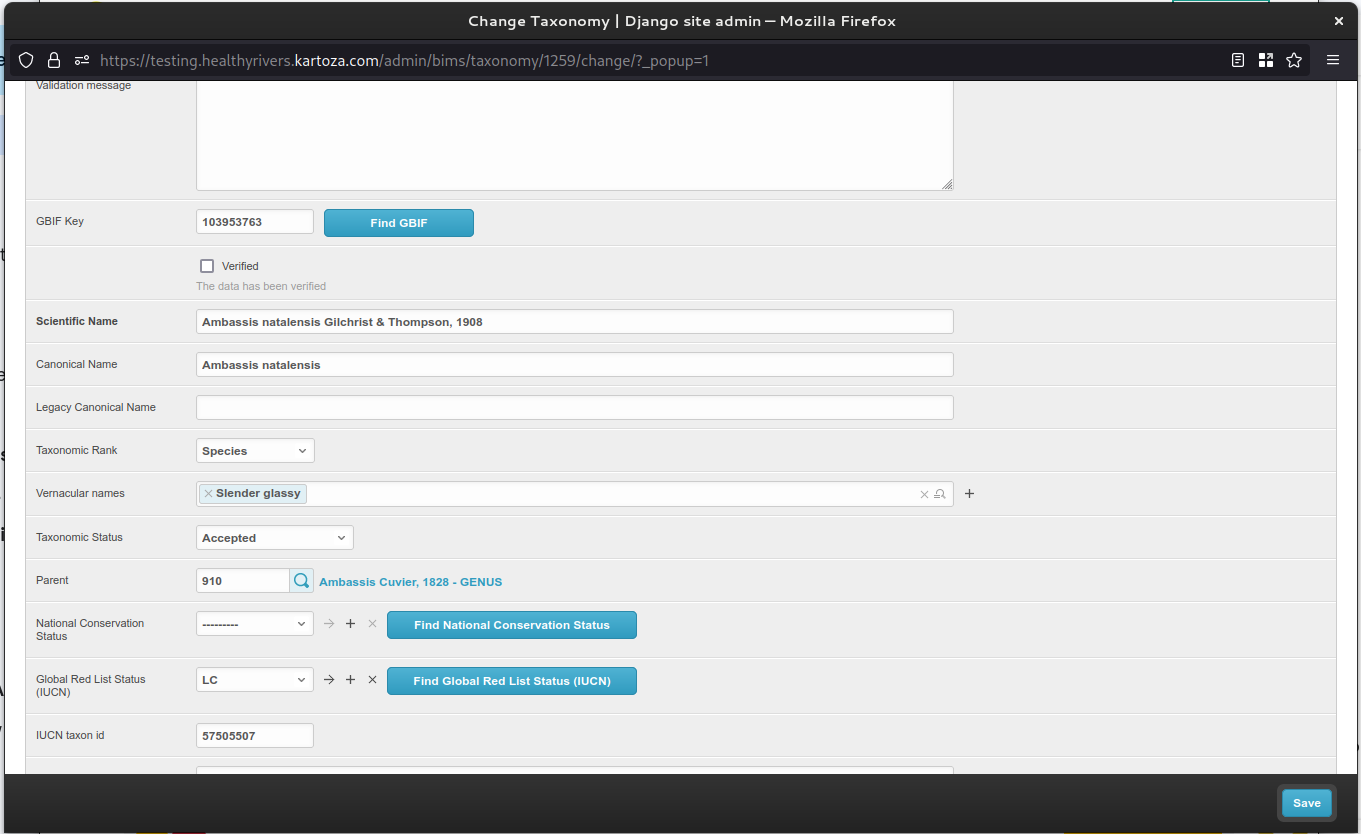 Change Taxonomy | Django site admin — Mozilla Firefox
https://testing.healthyrivers.kartoza.com/admin/bims/taxonomy/1259/change/?_popup=1
Validation message
GBIF Key
103953763
Find GBIF
Verified
The data has been verified
Scientific Name
Ambassis natalensis Gilchrist & Thompson, 1908
Canonical Name
Ambassis natalensis
Legacy Canonical Name
Taxonomic Rank
Species
Vernacular names
Slender glassy
Taxonomic Status
Accepted
Parent
910
Ambassis Cuvier, 1828 - GENUS
National Conservation
Status
---------
Find National Conservation Status
Global Red List Status
(IUCN)
LC
Find Global Red List Status (IUCN)
IUCN taxon id
57505507
Save